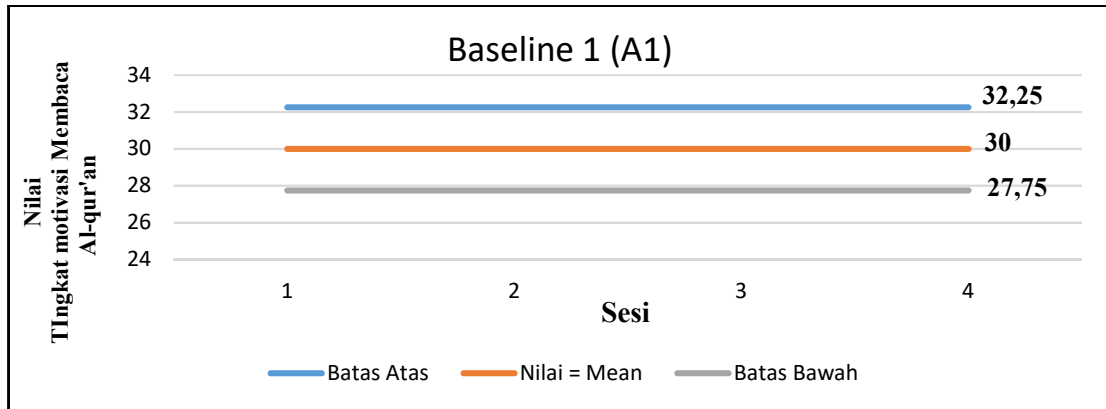 Baseline 1 (A1)
34
32
30
28
26
24
32,25
30
27,75
Nilai
TIngkat motivasi Membaca
Al-qur'an
1 2 3 4
Sesi
Batas Atas Nilai = Mean Batas Bawah